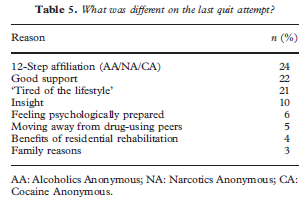 Table 5. What was different on the last quit attempt?
Reason n (%)
12-Step affiliation (AA/NA/CA) 24
Good support 22
‘Tired of the lifestyle’ 21
Insight 10
Feeling psychologically prepared 6
Moving away from drug-using peers 5
Benefits of residential rehabilitation 4
Family reasons 3
AA: Alcoholics Anonymous; NA: Narcotics Anonymous; CA:
Cocaine Anonymous.